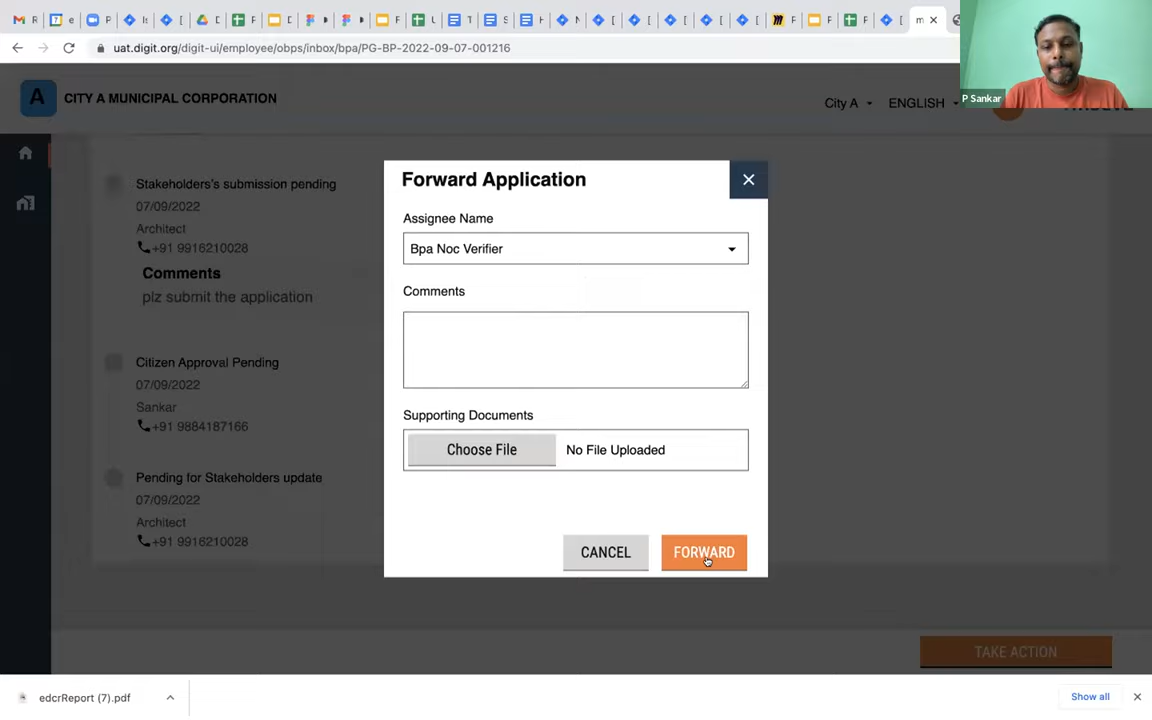 uat.digit.org/digit-ui/employee/obps/inbox/bpa/PG-BP-2022-09-07-001216
P Sankar
A
CITY A MUNICIPAL CORPORATION
City A
ENGLISH
Stakeholders's submission pending
07/09/2022
Architect
+91 9916210028
Comments
plz submit the application
Citizen Approval Pending
07/09/2022
Sankar
+91 9884187166
Pending for Stakeholders update
07/09/2022
Architect
+91 9916210028
Forward Application
Assignee Name
Bpa Noc Verifier
Comments
Supporting Documents
Choose File
No File Uploaded
CANCEL
FORWARD
TAKE ACTION
edcrReport (7).pdf
Show all